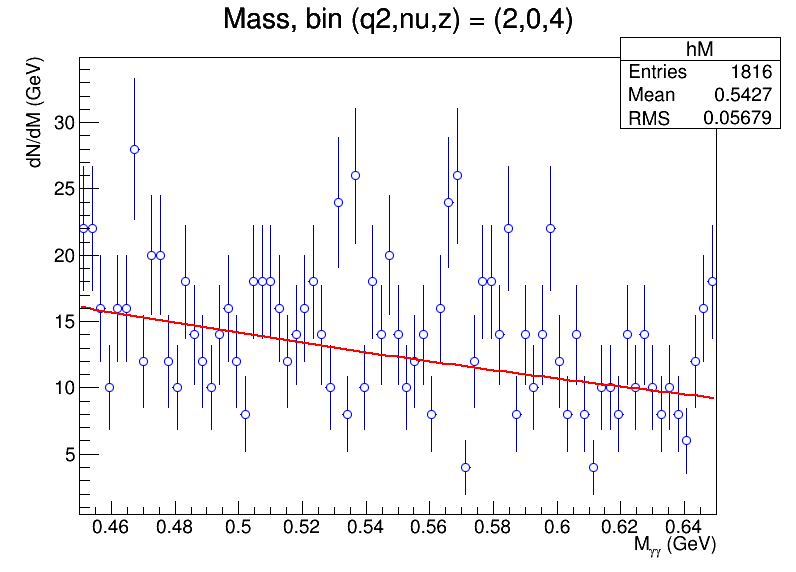 Mass, bin (q2,nu,z) = (2,0,4)
hM
Entries 1816
Mean 0.5427
RMS 0.05679
dN/dM (GeV)
30
25
20
15
10
5
0.46 0.48 0.5 0.52 0.54 0.56 0.58 0.6 0.62 0.64
Mγγ (GeV)